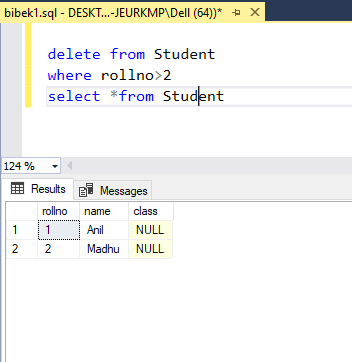 bibek1.sql - DESKT...-JEURKMP\Dell (64))*
delete from Student
where rollno>2
select *from Student
124 %
Results Messages
rollno name class
1 1 Anil NULL
2 2 Madhu NULL